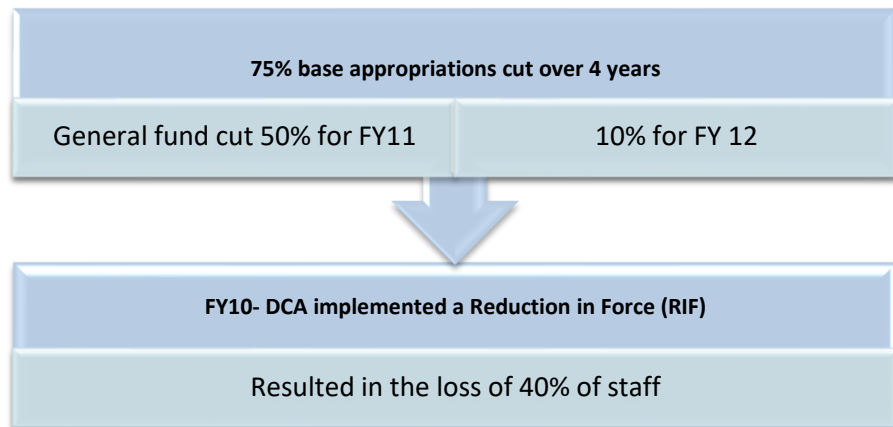 75% base appropriations cut over 4 years
General fund cut 50% for FY11
10% for FY 12
FY10- DCA implemented a Reduction in Force (RIF)
Resulted in the loss of 40% of staff